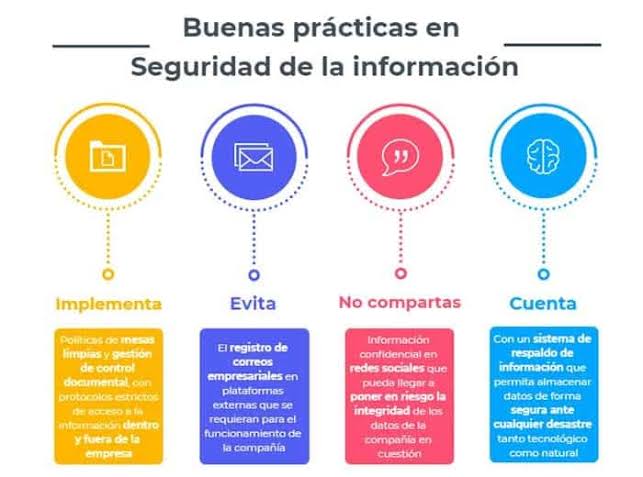 Buenas prácticas en
Seguridad de la información
Implementa
Políticas de mesas
limpias y gestión
de control
documental, con
protocolos estrictos
de acceso a la
información dentro
y fuera de la
empresa
Evita
El registro de
correos
empresariales en
plataformas
externas que se
requieran para el
funcionamiento de
la compañía
No compartas
Información
confidencial en
redes sociales que
pueda llegar a
poner en riesgo la
integridad de los
datos de la
compañía en
cuestión
Cuenta
Con un sistema de
respaldo de
información que
permita almacenar
datos de forma
segura ante
cualquier desastre
tanto tecnológico
como natural